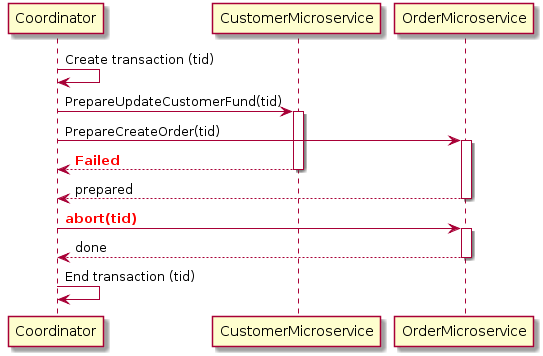 Coordinator CustomerMicroservice OrderMicroservice
Create transaction (tid)
PrepareUpdateCustomerFund(tid)
PrepareCreateOrder(tid)
Failed
prepared
abort(tid)
done
End transaction (tid)
Coordinator CustomerMicroservice OrderMicroservice